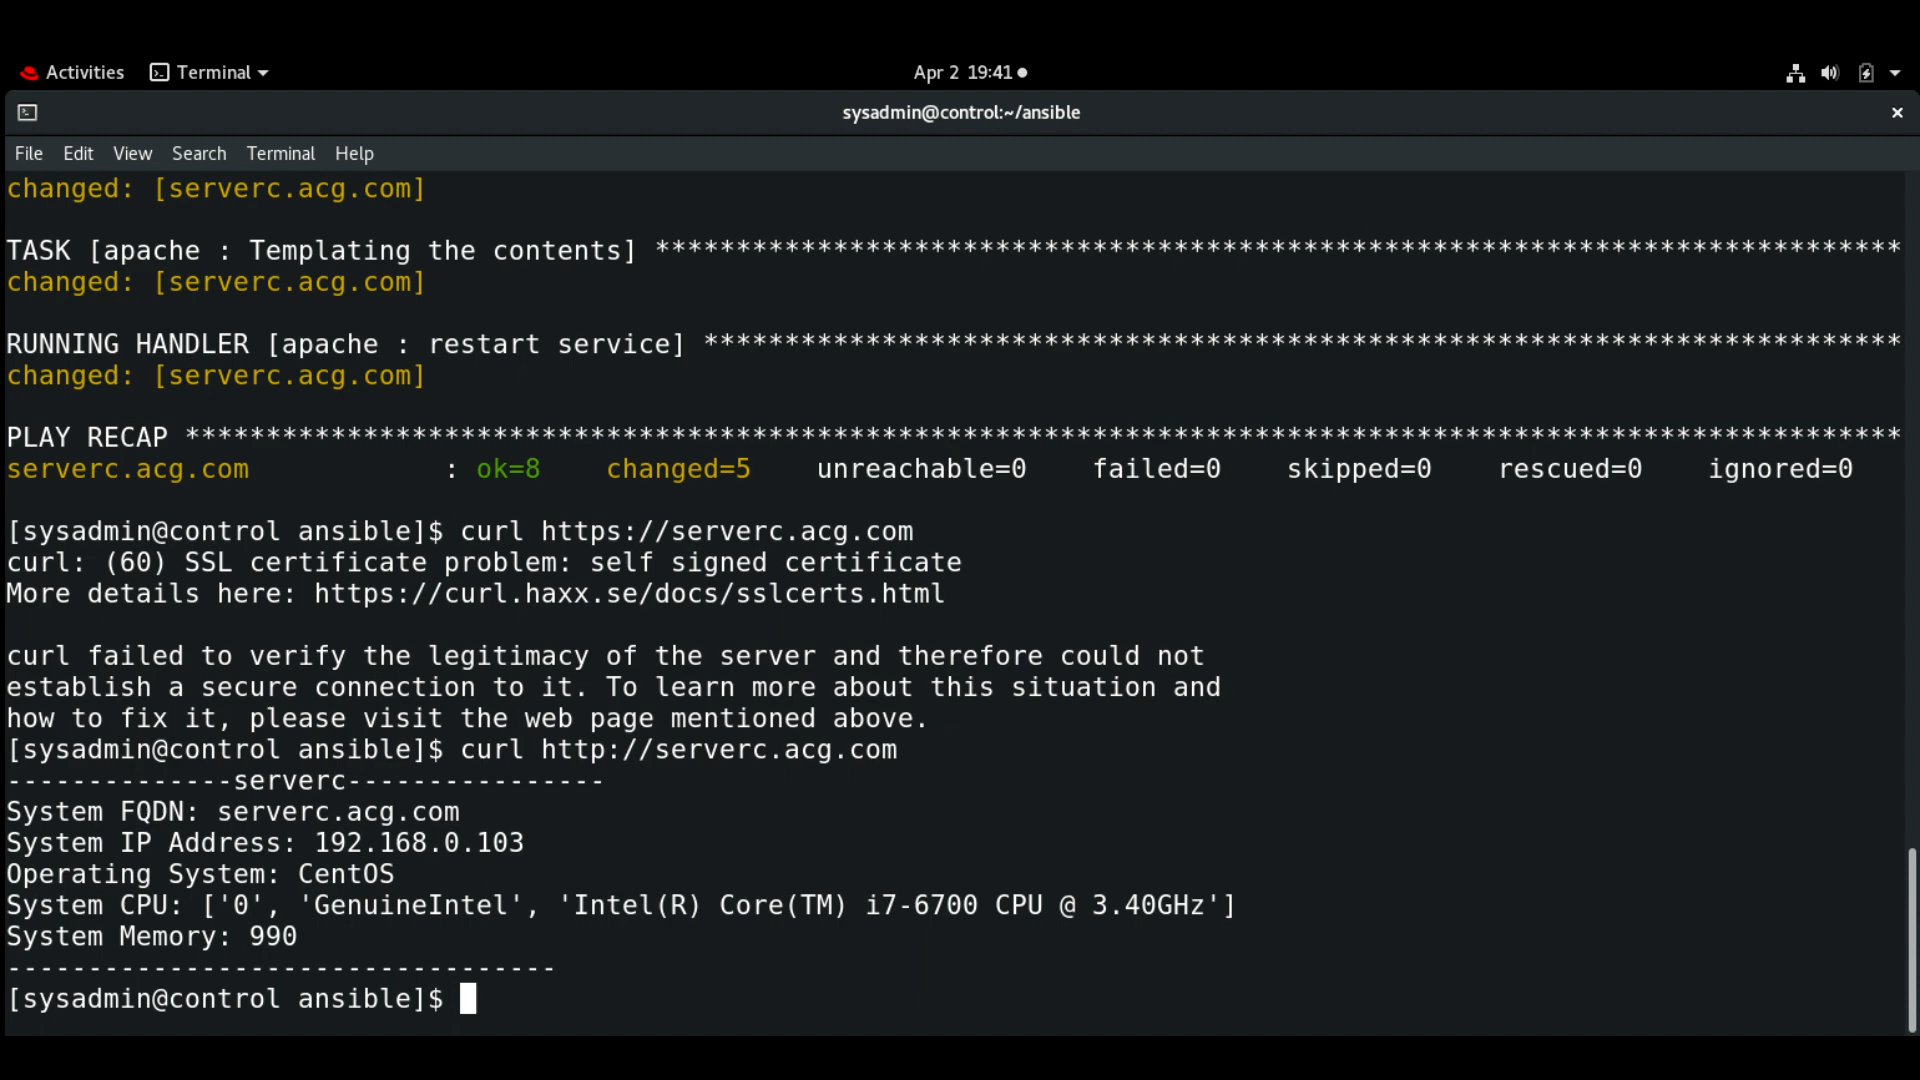 Activities Terminal Apr 2 19:41
sysadmin@control:~/ansible
File Edit View Search Terminal Help
changed: [serverc.acg.com]
TASK [apache : Templating the contents] *****************************************************************************
changed: [serverc.acg.com]
RUNNING HANDLER [apache : restart service] **************************************************************************
changed: [serverc.acg.com]
PLAY RECAP **********************************************************************************************************
serverc.acg.com            : ok=8    changed=5    unreachable=0    failed=0    skipped=0    rescued=0    ignored=0
[sysadmin@control ansible]$ curl https://serverc.acg.com
curl: (60) SSL certificate problem: self signed certificate
More details here: https://curl.haxx.se/docs/sslcerts.html
curl failed to verify the legitimacy of the server and therefore could not
establish a secure connection to it. To learn more about this situation and
how to fix it, please visit the web page mentioned above.
[sysadmin@control ansible]$ curl http://serverc.acg.com
--------------serverc----------------
System FQDN: serverc.acg.com
System IP Address: 192.168.0.103
Operating System: CentOS
System CPU: ['0', 'GenuineIntel', 'Intel(R) Core(TM) i7-6700 CPU @ 3.40GHz']
System Memory: 990
----------------------------------
[sysadmin@control ansible]$